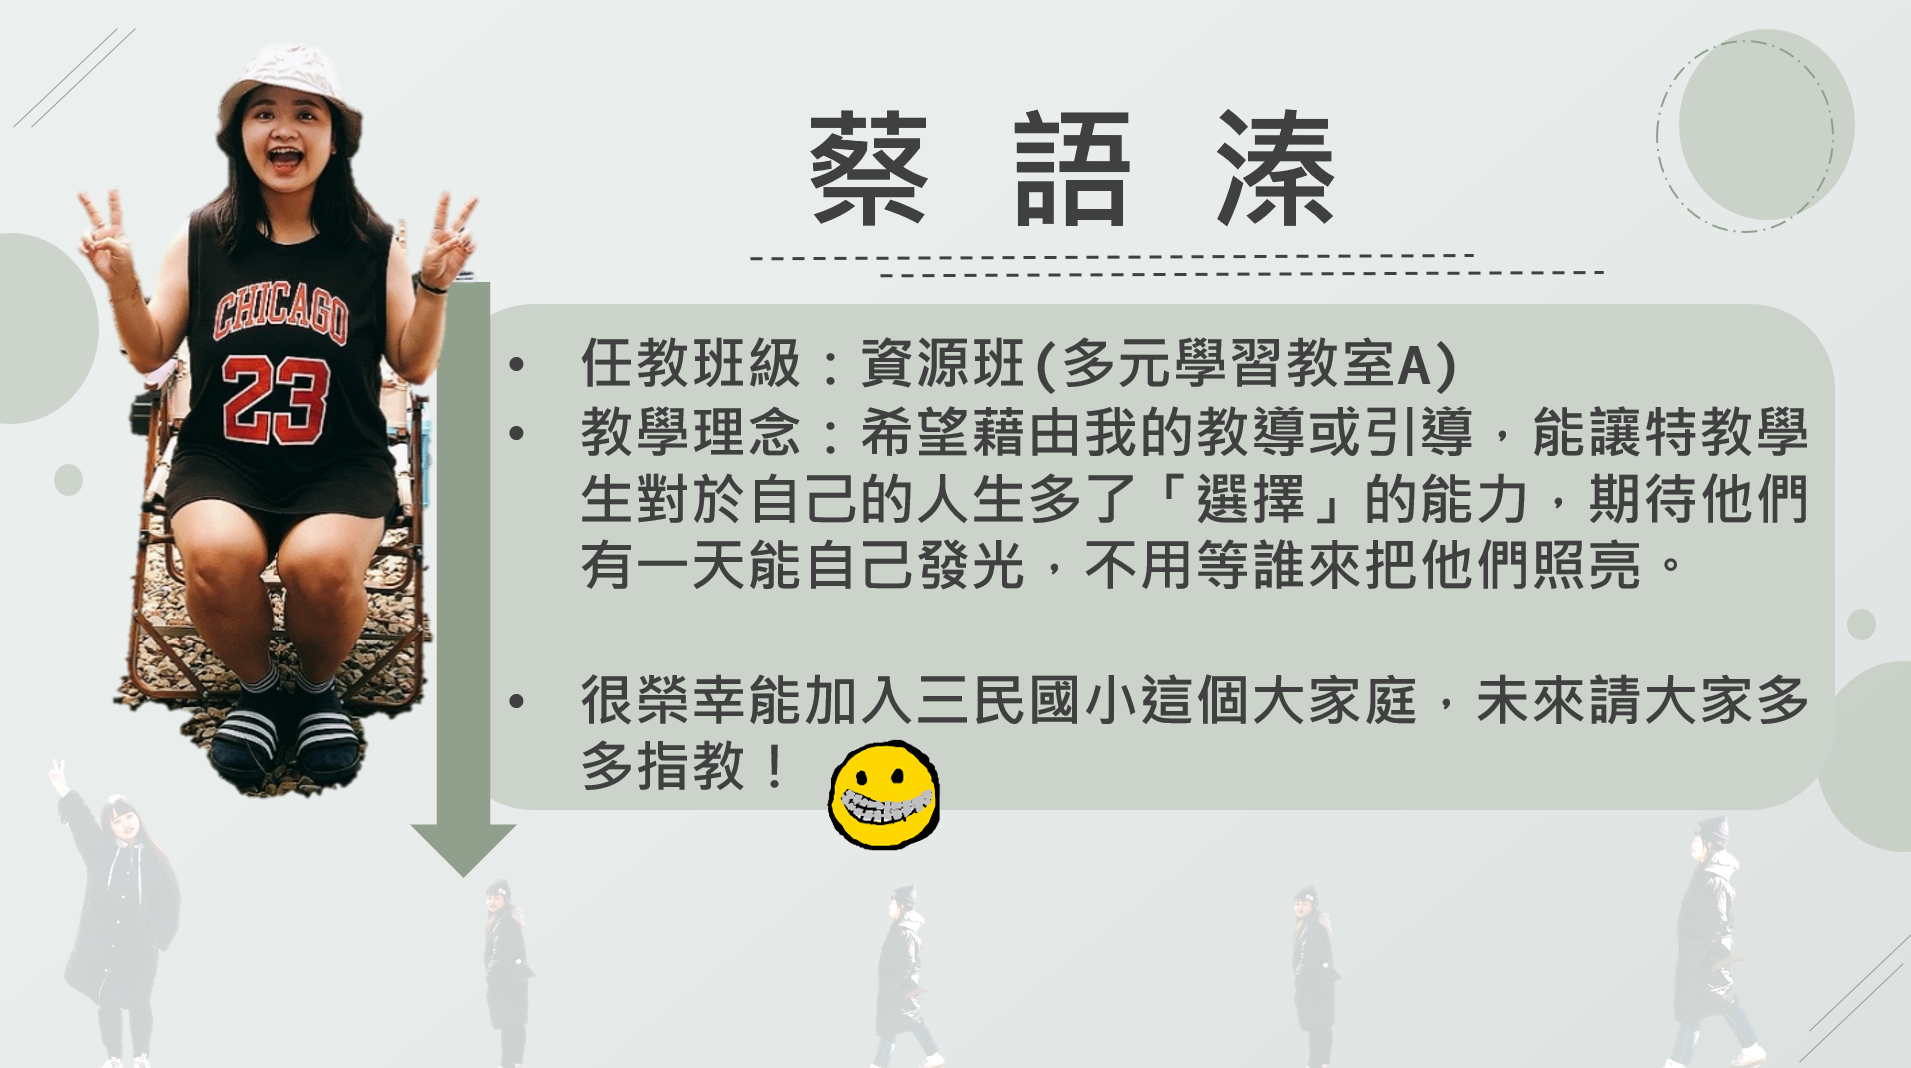 蔡 語 溱
CHICAGO
23
• 任教班級：資源班(多元學習教室A)
• 教學理念：希望藉由我的教導或引導，能讓特教學
生對於自己的人生多了「選擇」的能力，期待他們
有一天能自己發光，不用等誰來把他們照亮。
• 很榮幸能加入三民國小這個大家庭，未來請大家多
多指教！